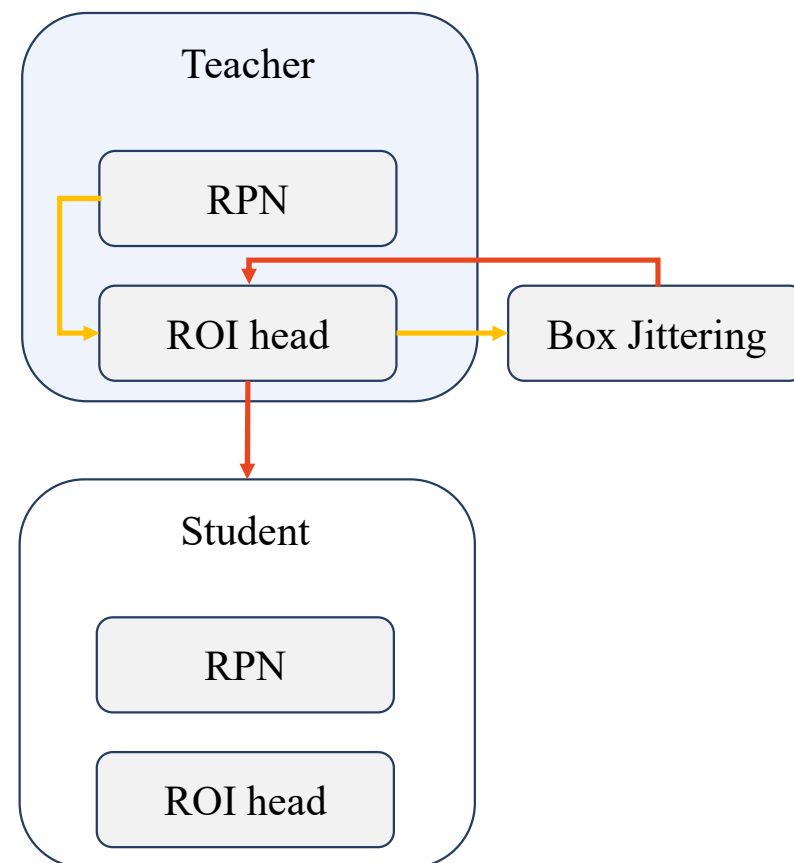 Teacher
RPN
ROI head
Box Jittering
Student
RPN
ROI head